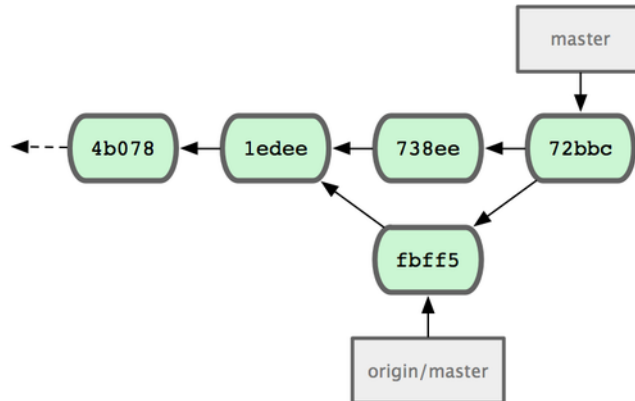 master
4b078
1edee
738ee
72bbc
fbff5
origin/master